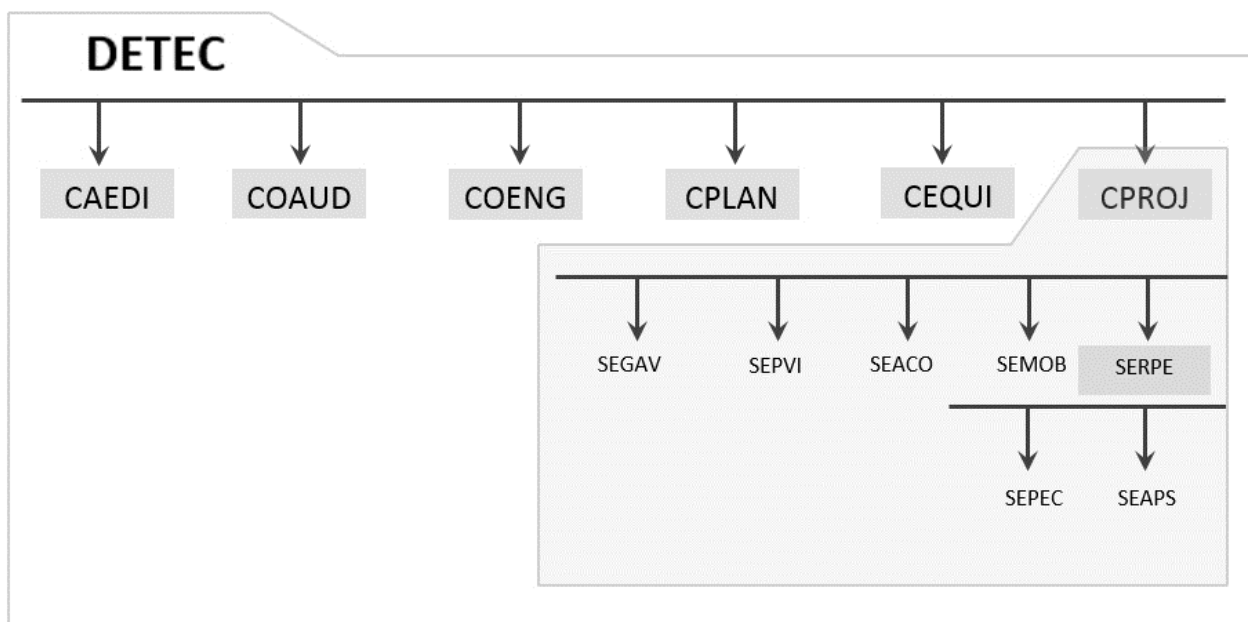 DETEC
CAEDI COAUD COENG CPLAN CEQUI CPROJ
SEGAV SEPVI SEACO SEMOB SERPE
SEPEC SEAPS